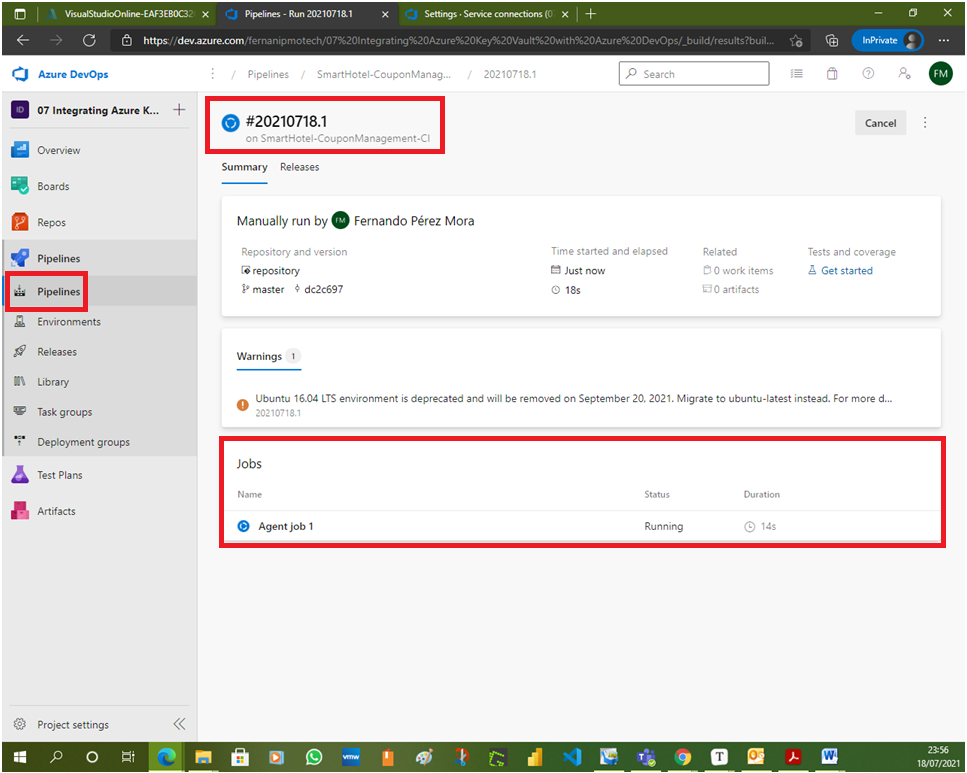 VisualStudioOnline-EAF3EB0C32
Pipelines - Run 20210718.1
Settings · Service connections (0
https://dev.azure.com/fernanipmotech/07%20Integrating%20Azure%20Key%20Vault%20with%20Azure%20DevOps/_build/results?buil...
InPrivate
Azure DevOps
/ Pipelines / SmartHotel-CouponManag... / 20210718.1
Search
FM
ID
07 Integrating Azure K...
Overview
Boards
Repos
Pipelines
Pipelines
Environments
Releases
Library
Task groups
Deployment groups
Test Plans
Artifacts
Project settings
#20210718.1
on SmartHotel-CouponManagement-CI
Cancel
Summary Releases
Manually run by FM Fernando Pérez Mora
Repository and version
repository
master dc2c697
Time started and elapsed
Just now
18s
Related
0 work items
0 artifacts
Tests and coverage
Get started
Warnings 1
Ubuntu 16.04 LTS environment is deprecated and will be removed on September 20, 2021. Migrate to ubuntu-latest instead. For more d...
20210718.1
Jobs
Name Status Duration
Agent job 1 Running 14s
vmw
T
W
23:56
18/07/2021